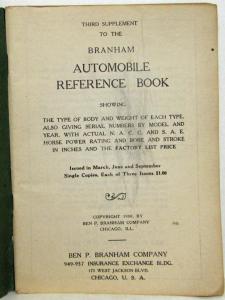 THIRD SUPPLEMENT
TO THE
BRANHAM
AUTOMOBILE
REFERENCE BOOK
SHOWING
THE TYPE OF BODY AND WEIGHT OF EACH TYPE,
ALSO GIVING SERIAL NUMBERS BY MODEL AND
YEAR, WITH ACTUAL N. A. C. C. AND S. A. E.
HORSE POWER RATING AND BORE AND STROKE
IN INCHES AND THE FACTORY LIST PRICE
Issued in March, June and September
Single Copies, Each of Three Issues $1.00
COPYRIGHT BY
BEN P. BRANHAM COMPANY
CHICAGO, ILL.
BEN P. BRANHAM COMPANY
949-957 INSURANCE EXCHANGE BLDG.
175 WEST JACKSON BLVD.
CHICAGO, U. S. A.